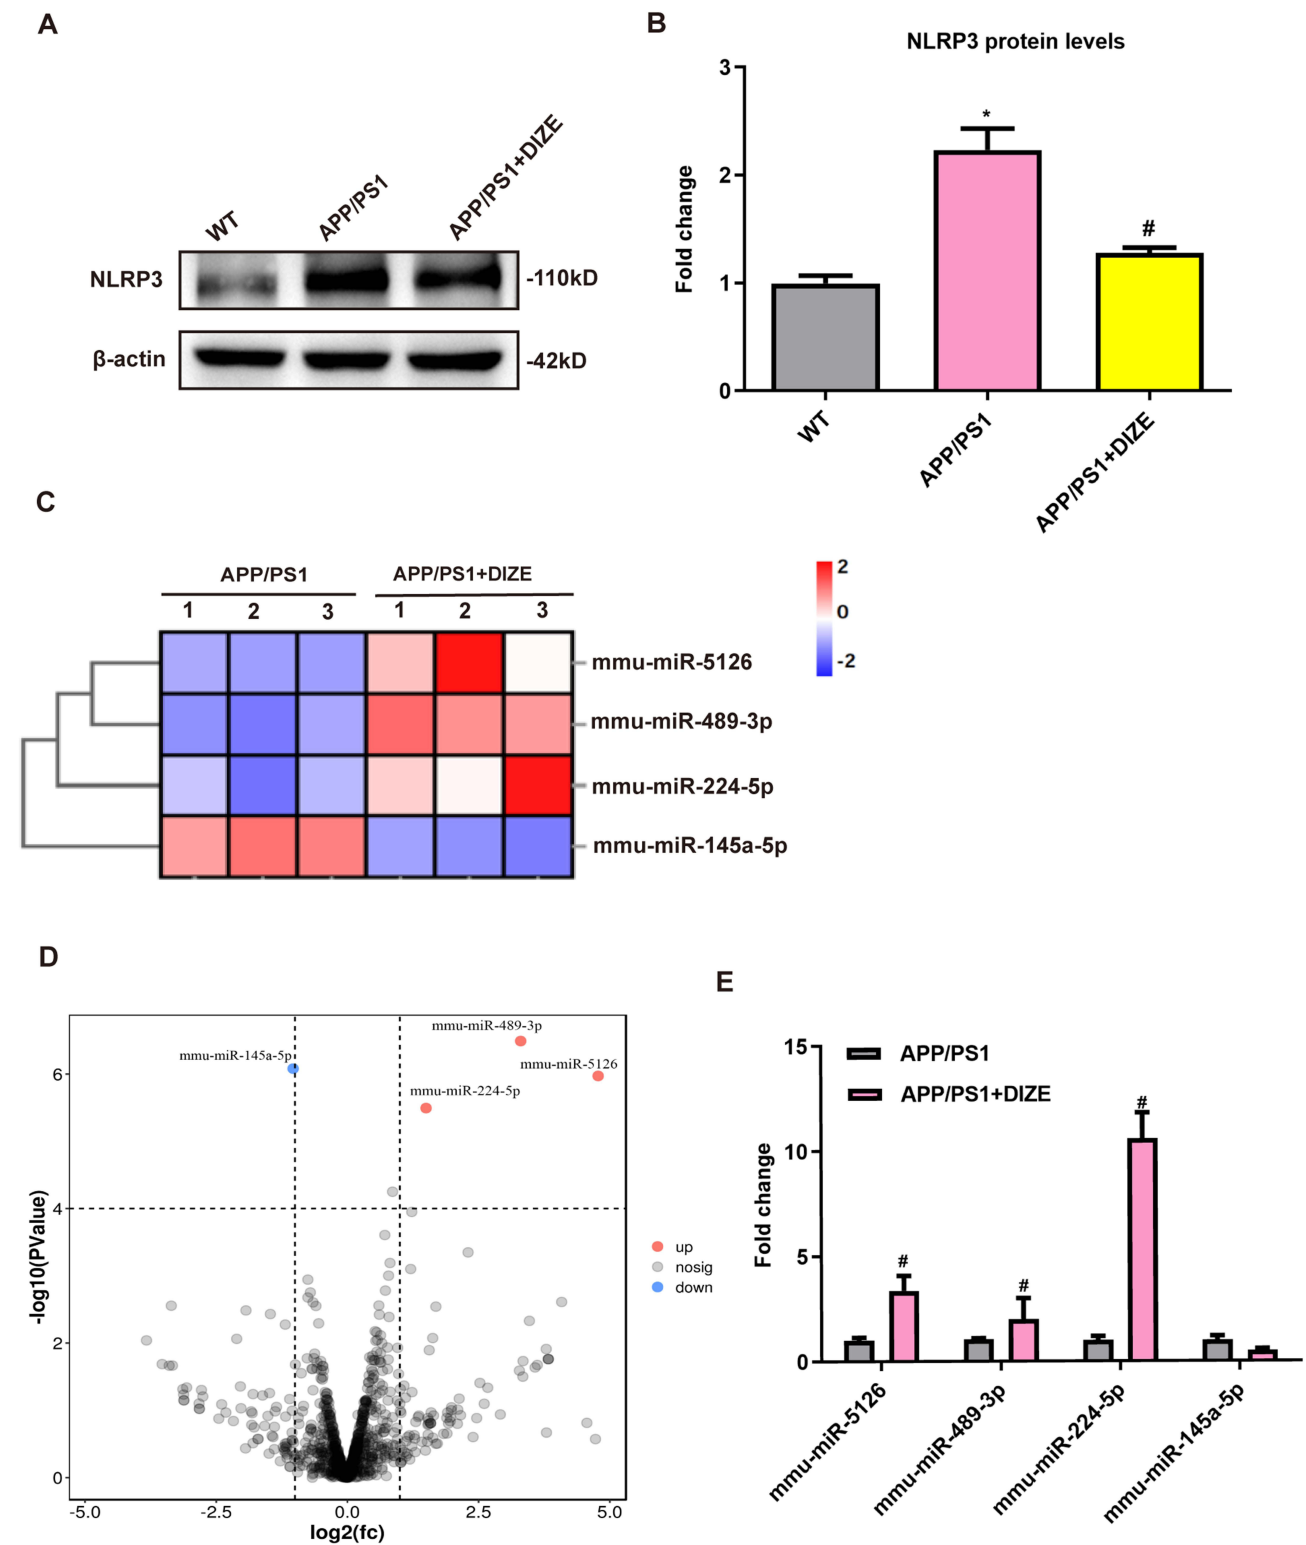 A
WT
APP/PS1
APP/PS1+DIZE
NLRP3
-110kD
β-actin
-42kD
B
NLRP3 protein levels
Fold change
3
2
1
0
*
#
WT
APP/PS1
APP/PS1+DIZE
C
APP/PS1
APP/PS1+DIZE
1 2 3 1 2 3
mmu-miR-5126
mmu-miR-489-3p
mmu-miR-224-5p
mmu-miR-145a-5p
2
0
-2
D
mmu-miR-489-3p
mmu-miR-145a-5p
mmu-miR-5126
mmu-miR-224-5p
-log10(PValue)
6
4
2
0
-5.0 -2.5 0.0 2.5 5.0
log2(fc)
up
nosig
down
E
APP/PS1
APP/PS1+DIZE
Fold change
15
10
5
0
#
#
#
mmu-miR-5126
mmu-miR-489-3p
mmu-miR-224-5p
mmu-miR-145a-5p